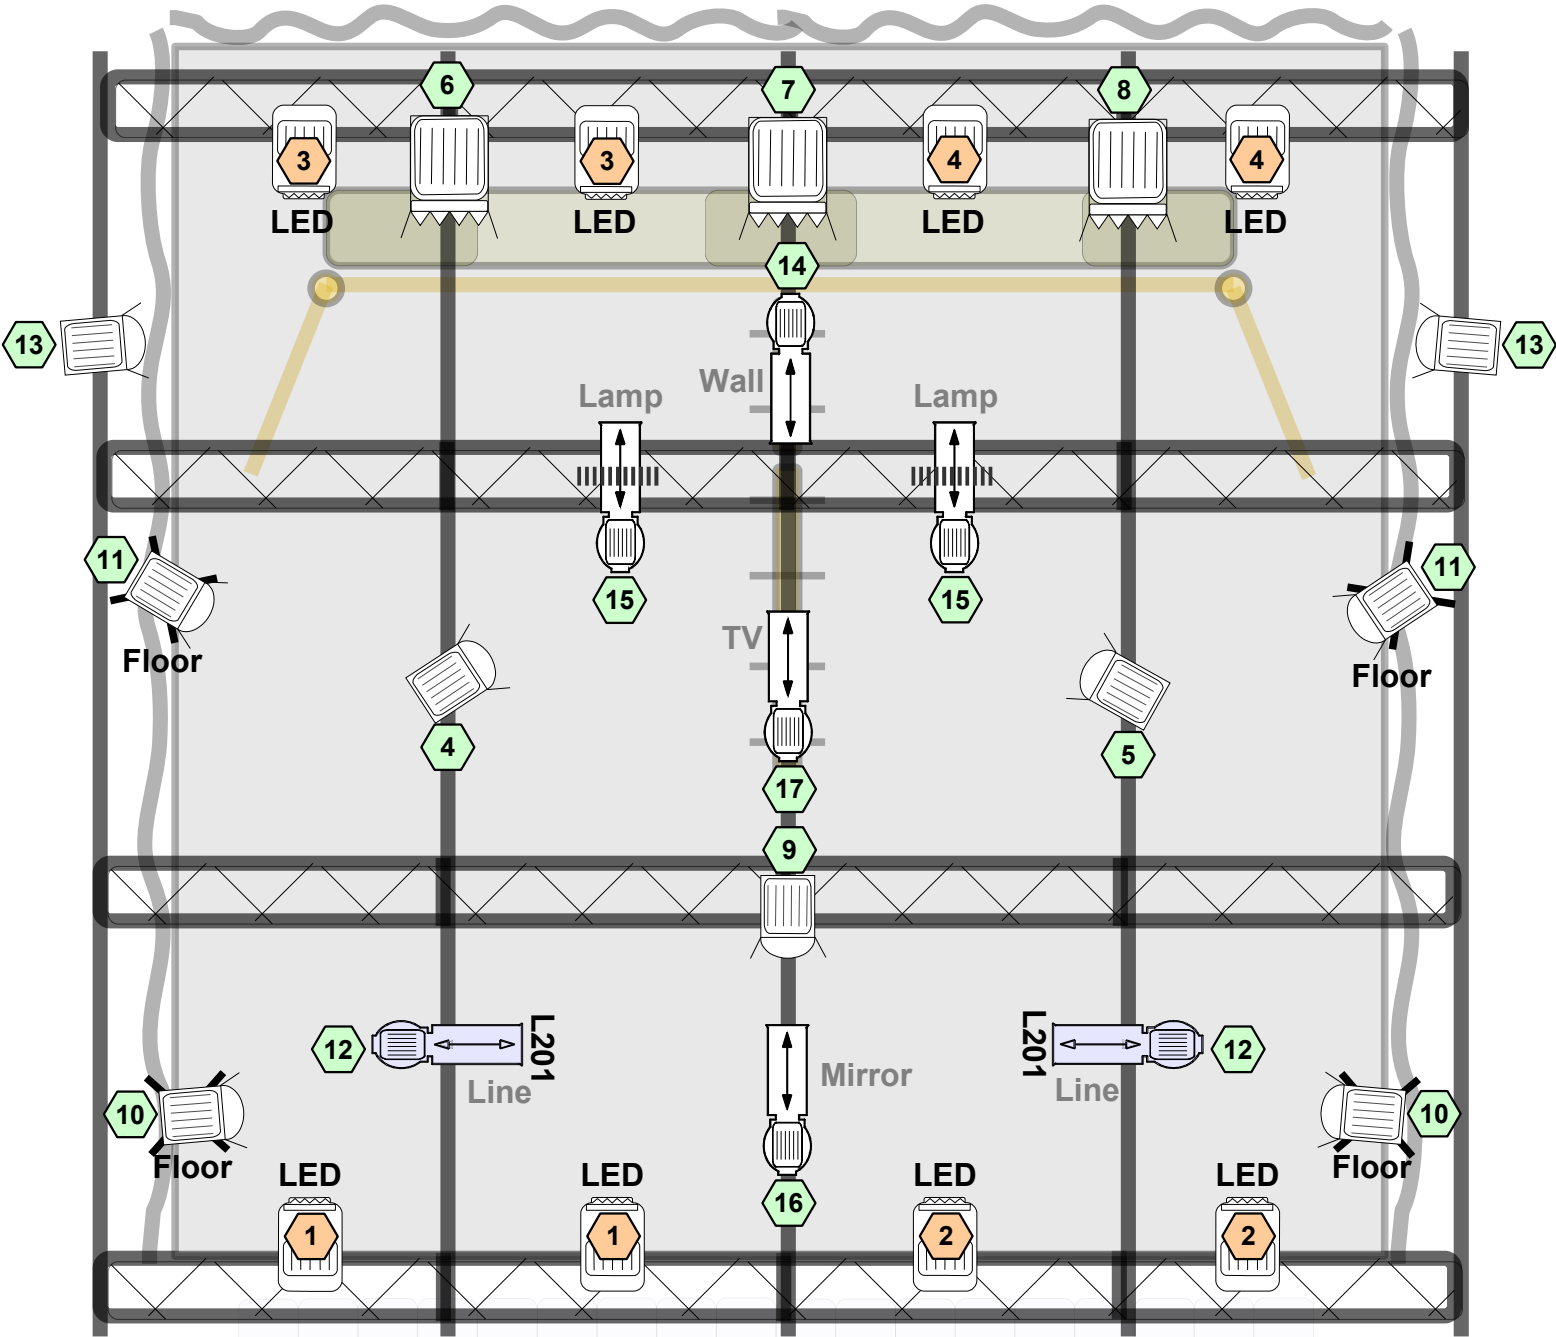 6 7 8
3 3 4 4
LED LED LED LED
14
13 13
Wall
Lamp Lamp
11 11
15 15
TV
Floor Floor
4 5
17
9
12 L201 L201 12
Line Mirror Line
10 10
Floor Floor
LED LED LED LED
16
1 1 2 2